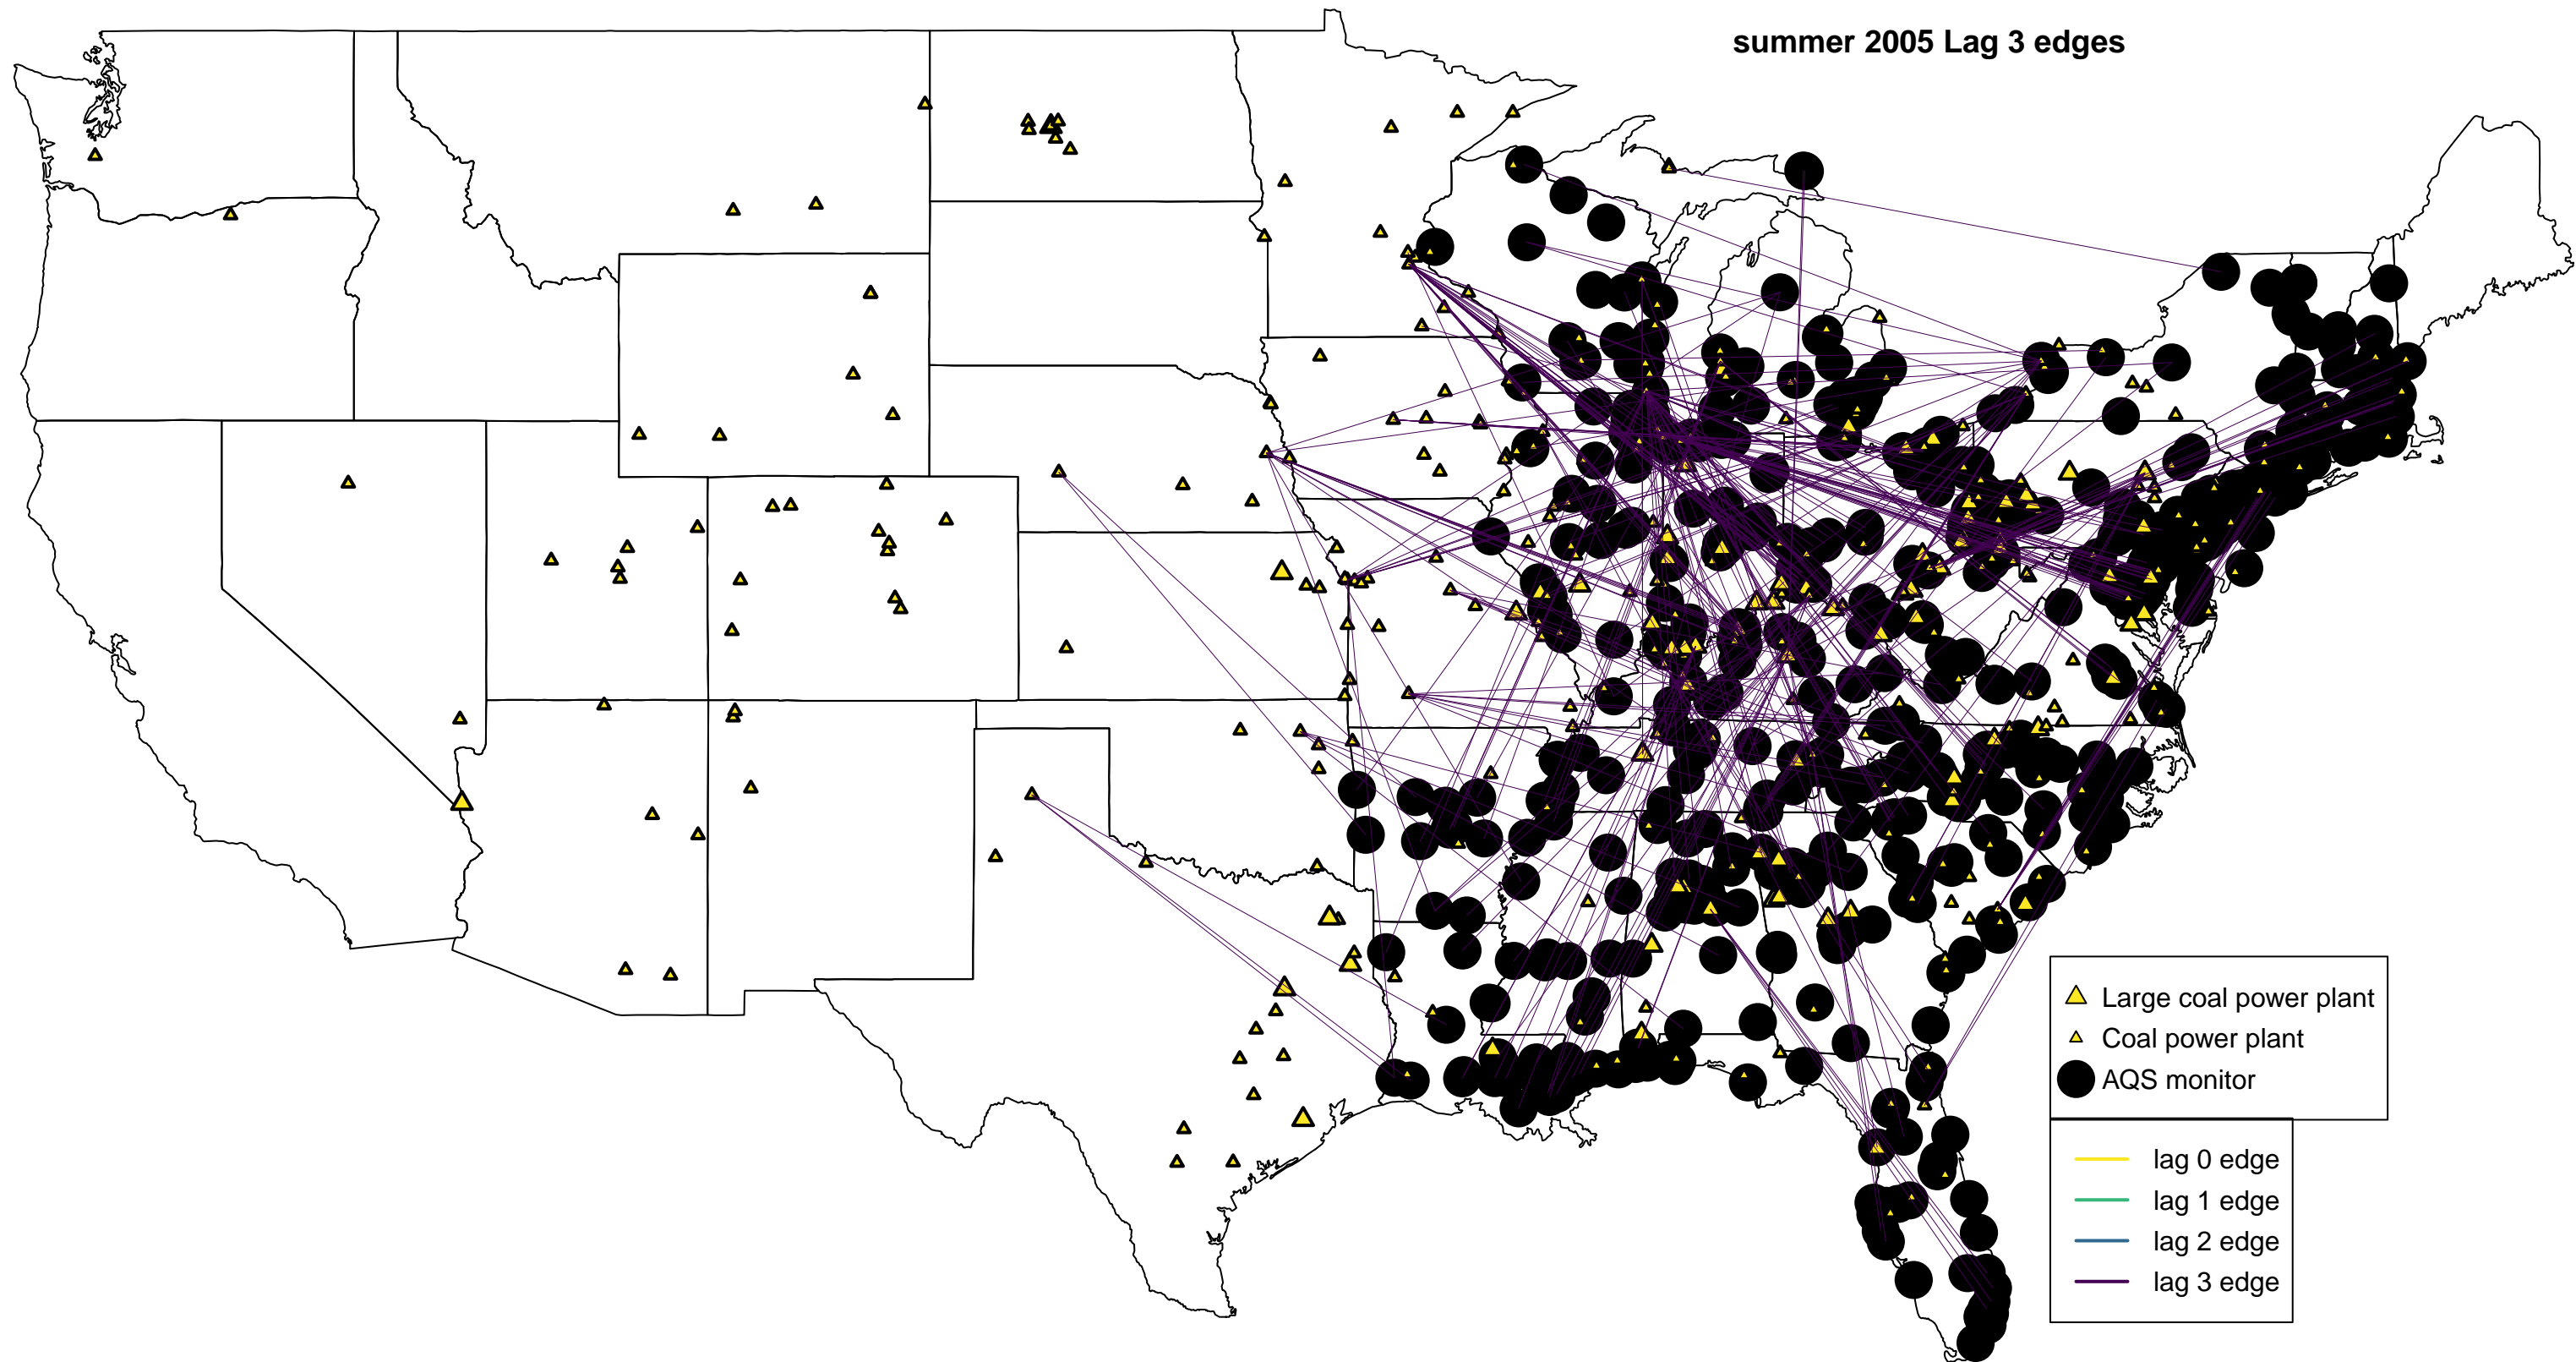 summer 2005 Lag 3 edges
Large coal power plant
Coal power plant
AQS monitor
lag 0 edge
lag 1 edge
lag 2 edge
lag 3 edge